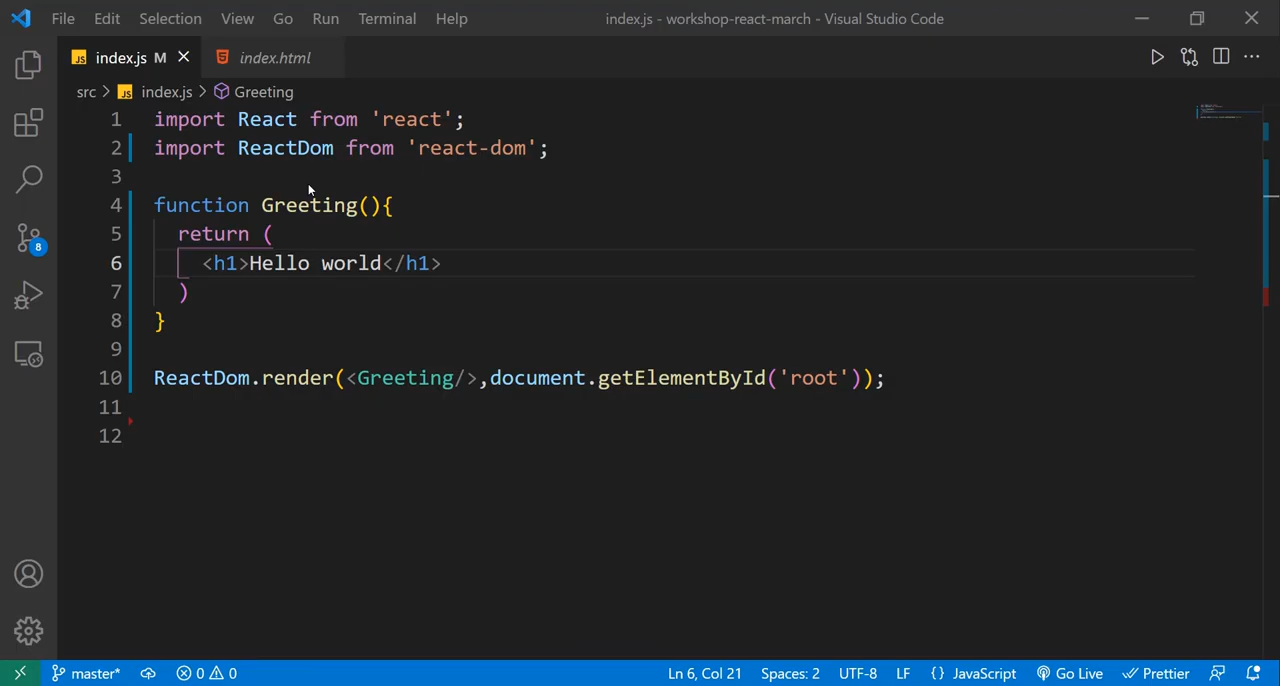 File Edit Selection View Go Run Terminal Help index.js - workshop-react-march - Visual Studio Code
JS index.js M index.html
src > JS index.js > Greeting
1 import React from 'react';
2 import ReactDom from 'react-dom';
3
4 function Greeting(){
5 return (
6 <h1>Hello world</h1>
7 )
8 }
9
10 ReactDom.render(<Greeting/>,document.getElementById('root'));
11
12
8
master* 0 0 Ln 6, Col 21 Spaces: 2 UTF-8 LF {} JavaScript Go Live Prettier